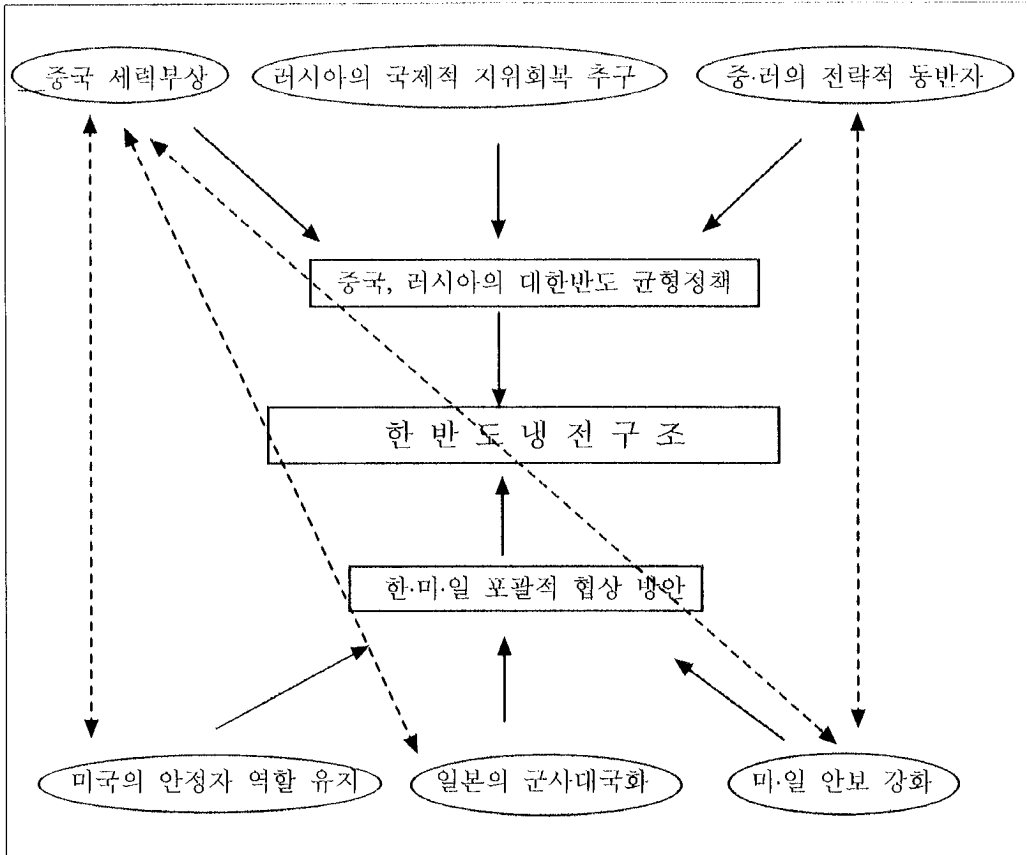 중국 세력부상
러시아의 국제적 지위회복 추구
중·러의 전략적 동반자
중국, 러시아의 대한반도 균형정책
한 반 도 냉 전 구 조
한·미·일 포괄적 협상 방안
미국의 안정자 역할 유지
일본의 군사대국화
미·일 안보 강화